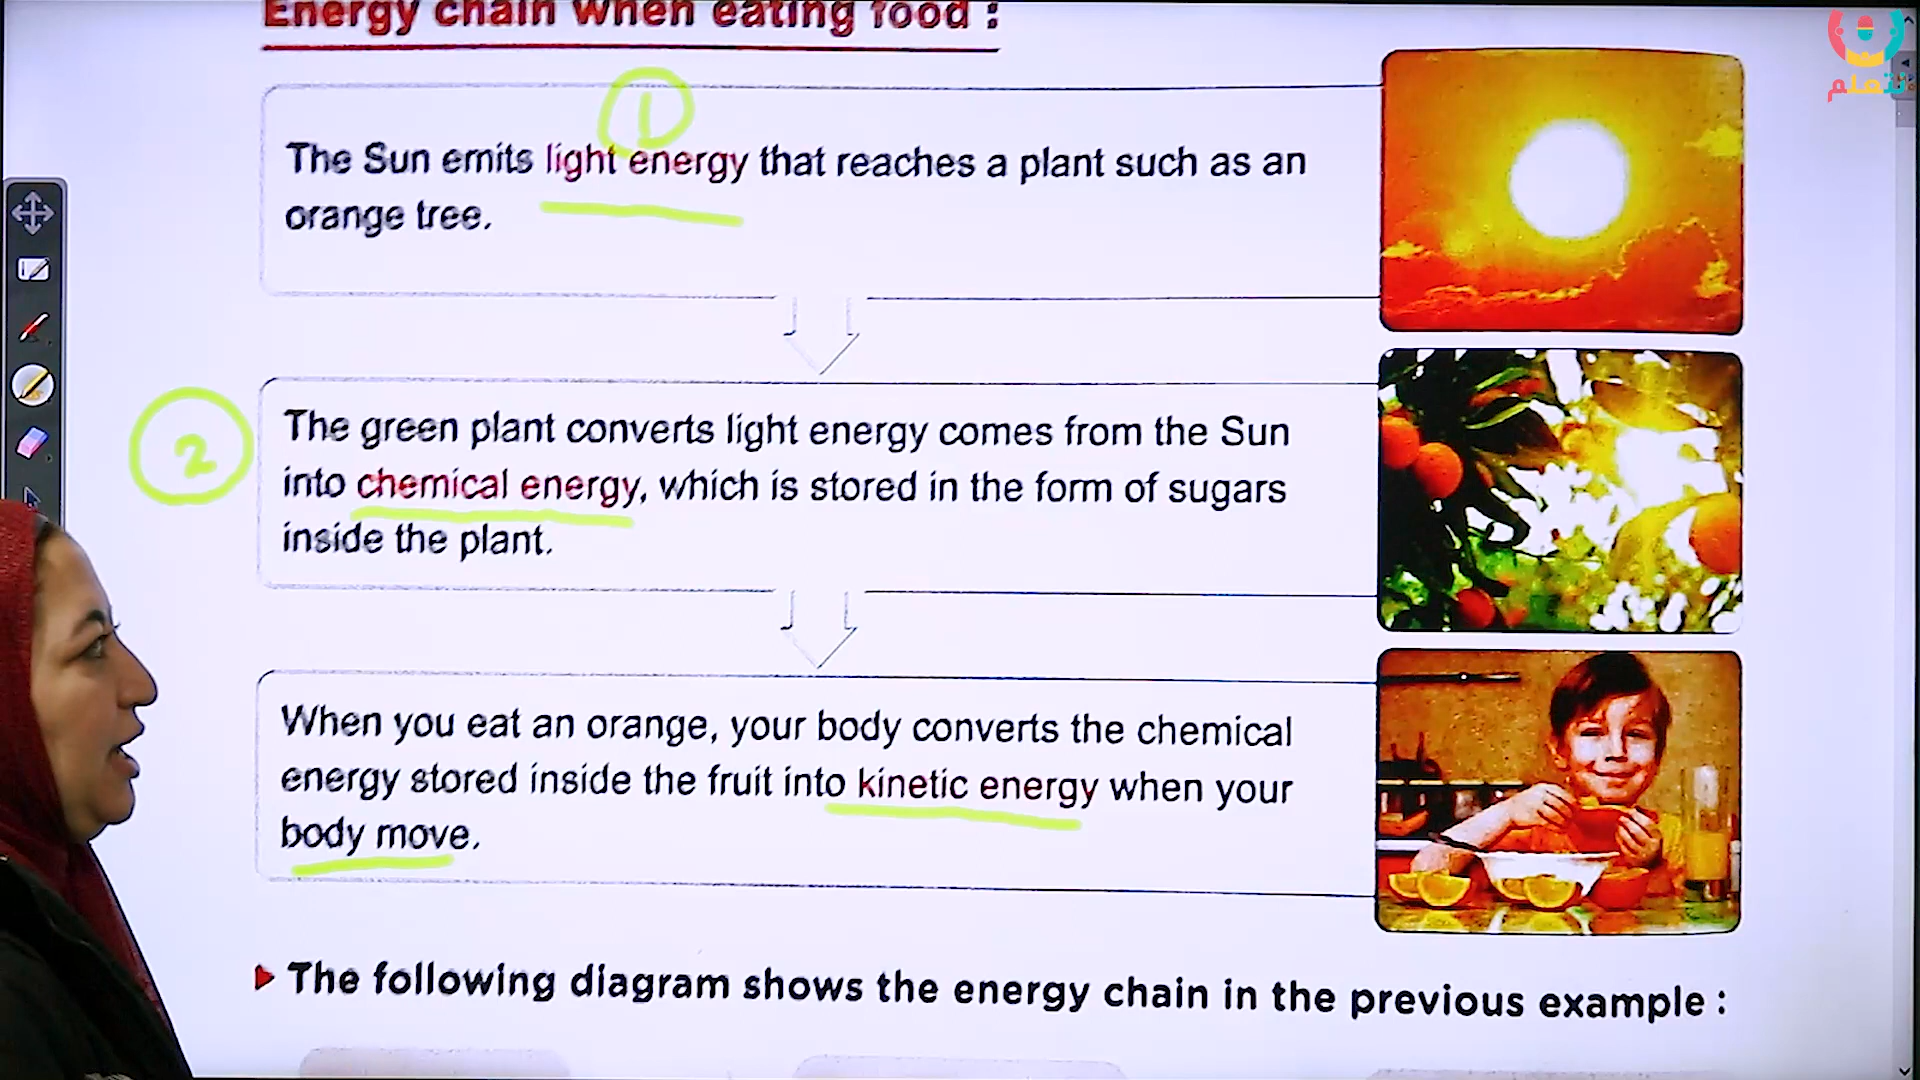 Energy chain when eating food :
1
The Sun emits light energy that reaches a plant such as an
orange tree.
2
The green plant converts light energy comes from the Sun
into chemical energy, which is stored in the form of sugars
inside the plant.
When you eat an orange, your body converts the chemical
energy stored inside the fruit into kinetic energy when your
body move.
The following diagram shows the energy chain in the previous example :
نتعلم